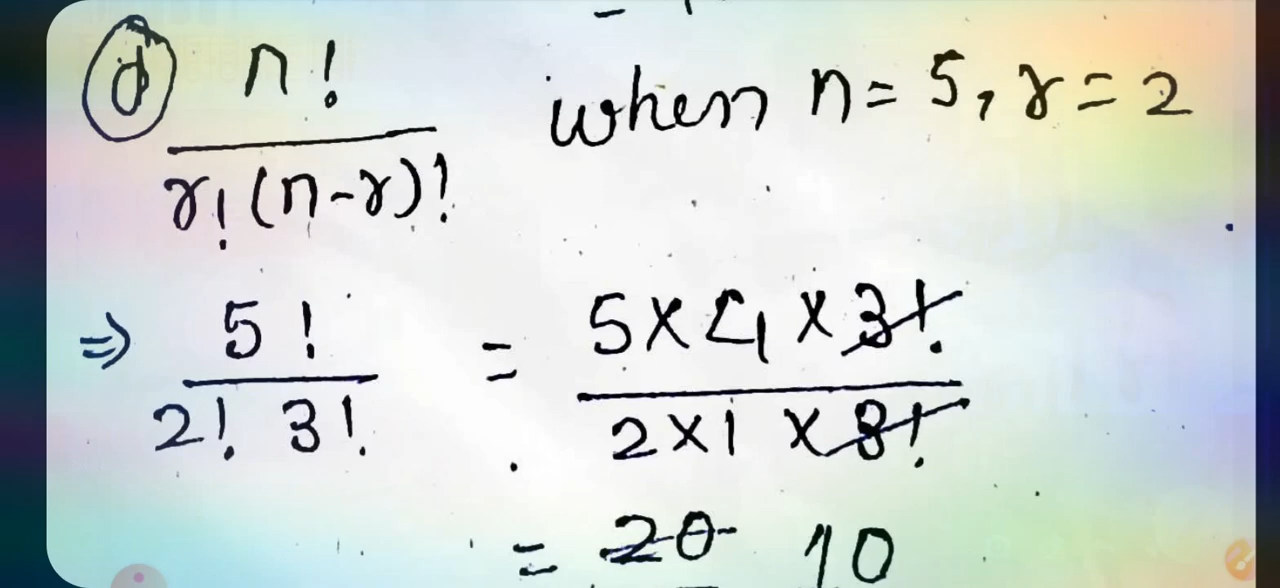 (d) n! / r!(n-r)! when n = 5, r = 2
⇒ 5! / 2! 3! = 5 × 4 × 3! / 2 × 1 × 3!
= 20 10